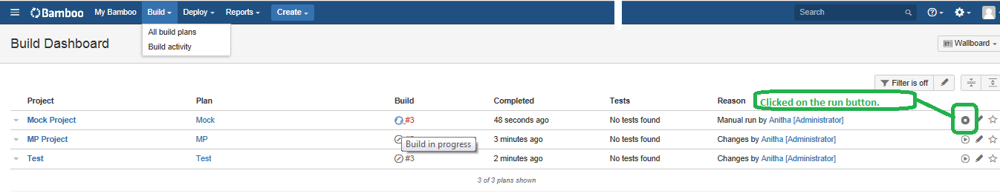 Bamboo My Bamboo Build Deploy Reports Create Search
All build plans
Build activity
Build Dashboard
Wallboard
Filter is off
Project Plan Build Completed Tests Reason
Clicked on the run button.
Mock Project Mock #3 48 seconds ago No tests found Manual run by Anitha [Administrator]
MP Project MP 3 minutes ago No tests found Changes by Anitha [Administrator]
Build in progress
Test Test #3 2 minutes ago No tests found Changes by Anitha [Administrator]
3 of 3 plans shown